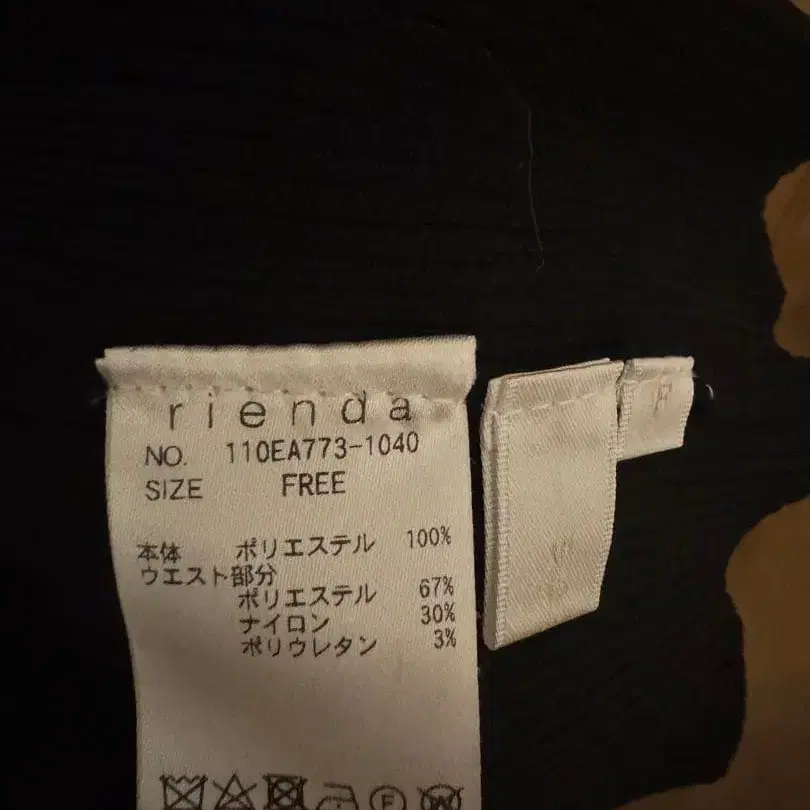 rienda
NO. 110EA773-1040
SIZE FREE
本体 ポリエステル 100%
ウエスト部分
ポリエステル 67%
ナイロン 30%
ポリウレタン 3%
F